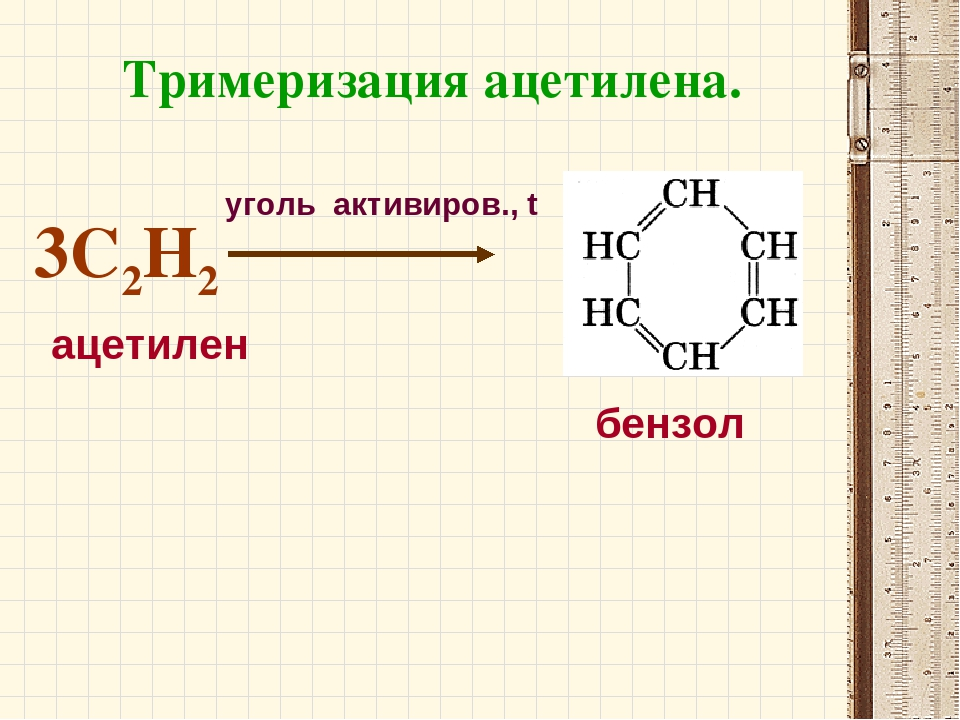 Тримеризация ацетилена.
уголь активиров., t
3C₂H₂
ацетилен
CH
HC CH
HC CH
CH
бензол